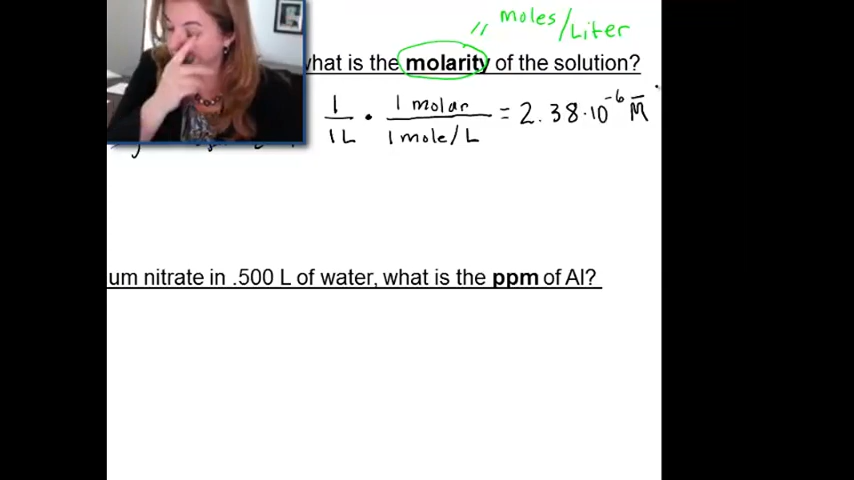 moles/Liter
what is the molarity of the solution?
1/1L · 1 molar/1 mole/L = 2.38·10⁻⁶ M
um nitrate in .500 L of water, what is the ppm of Al?